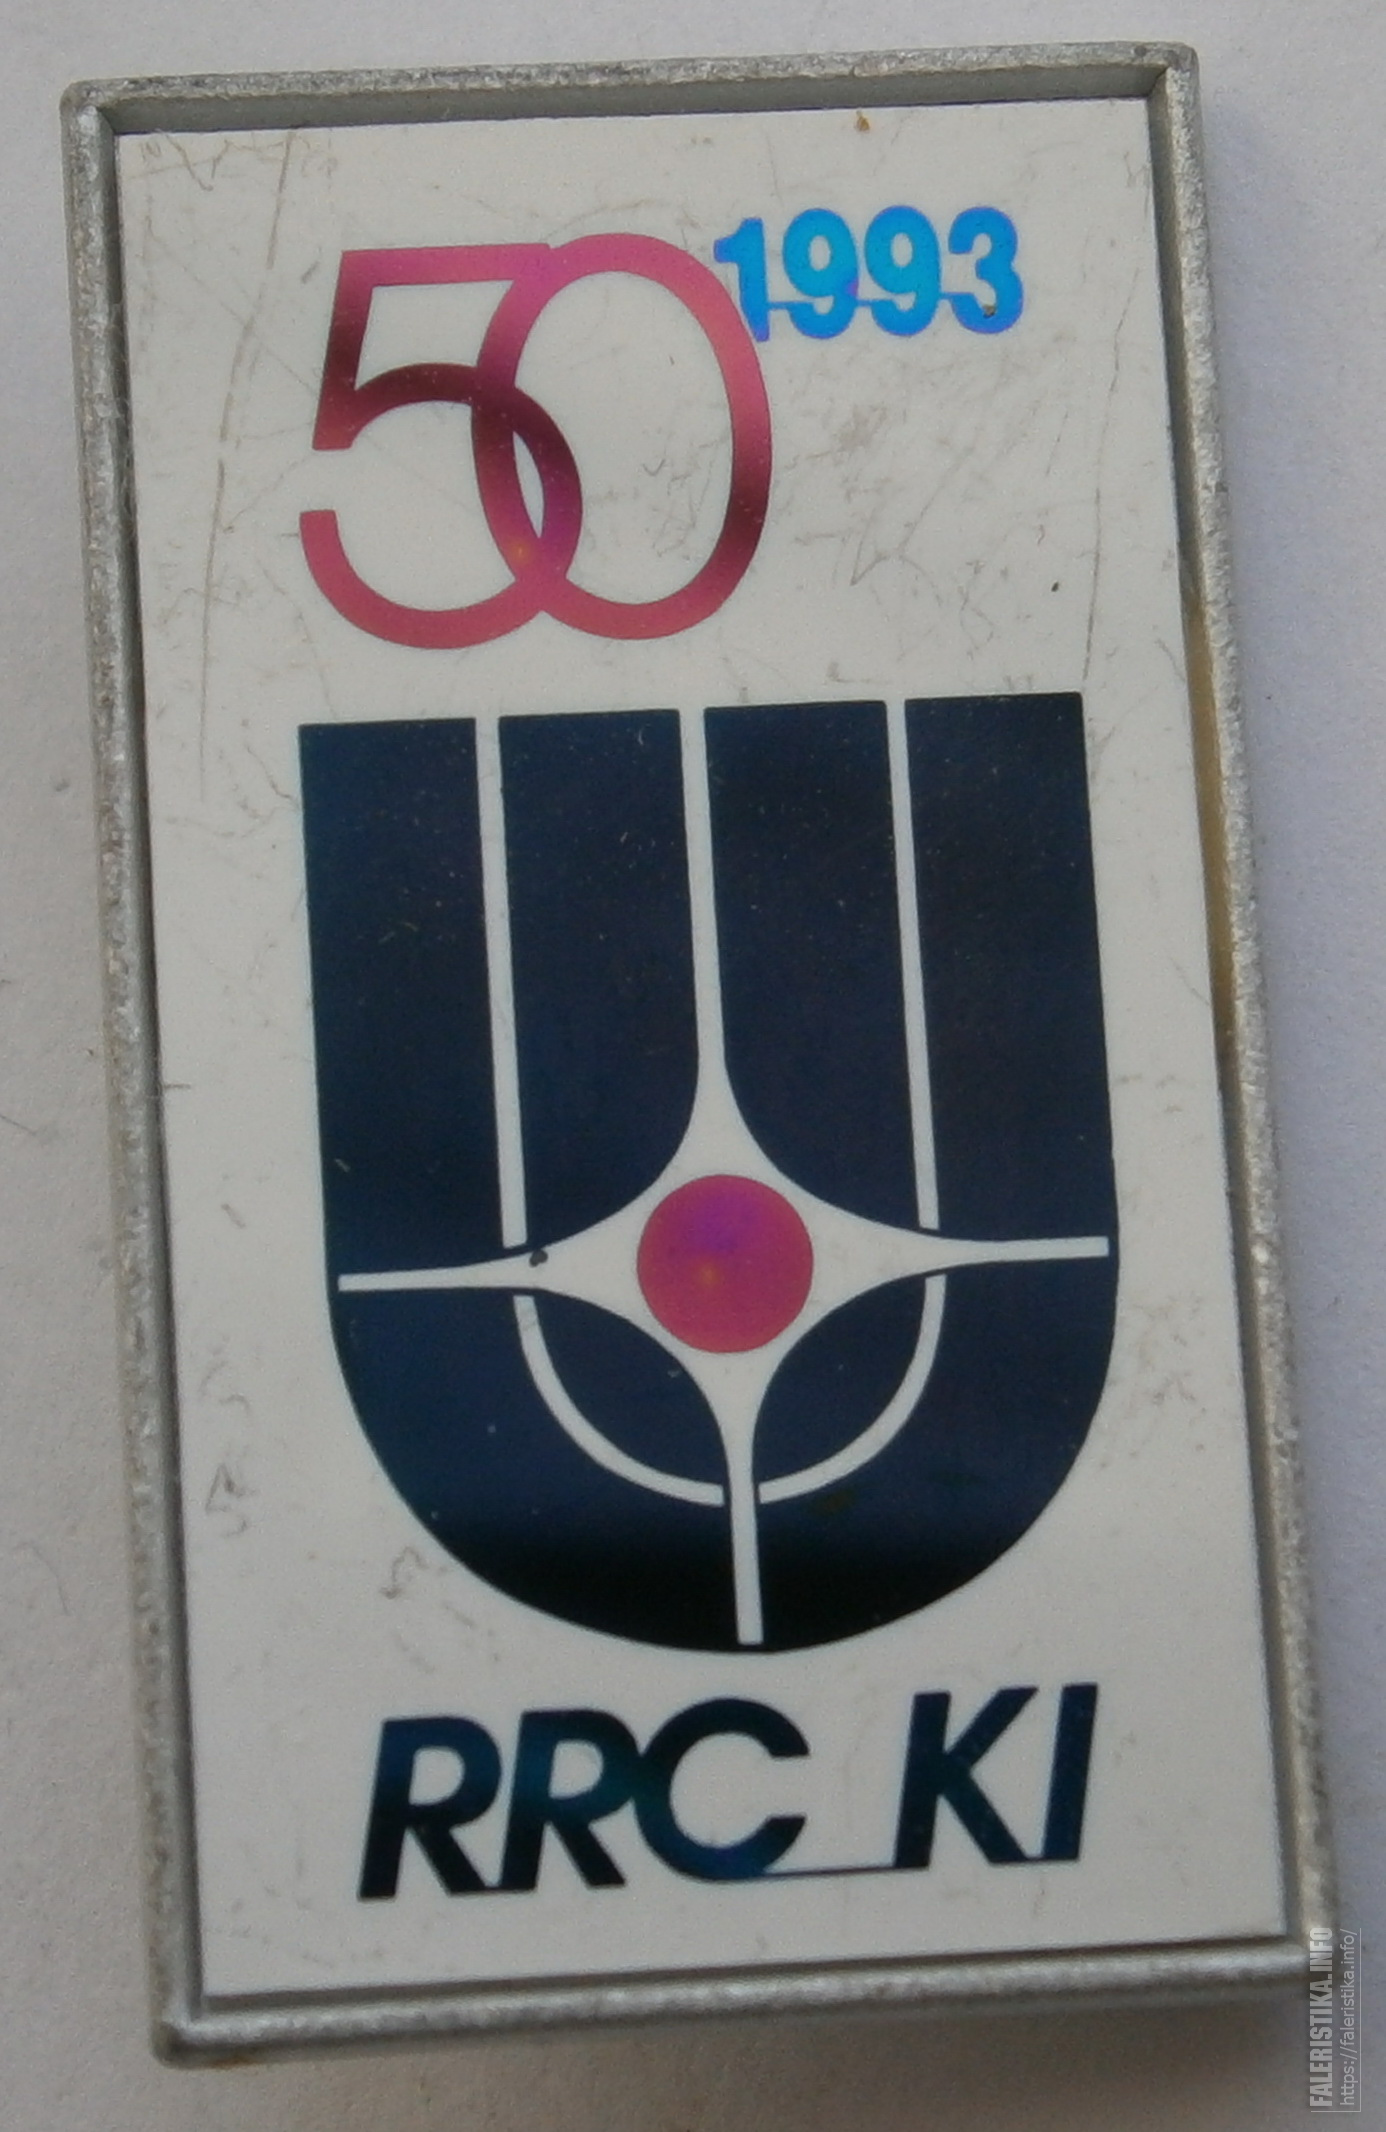 50 1993
RRC KI
FALERISTIKA.INFO
https://faleristika.info/